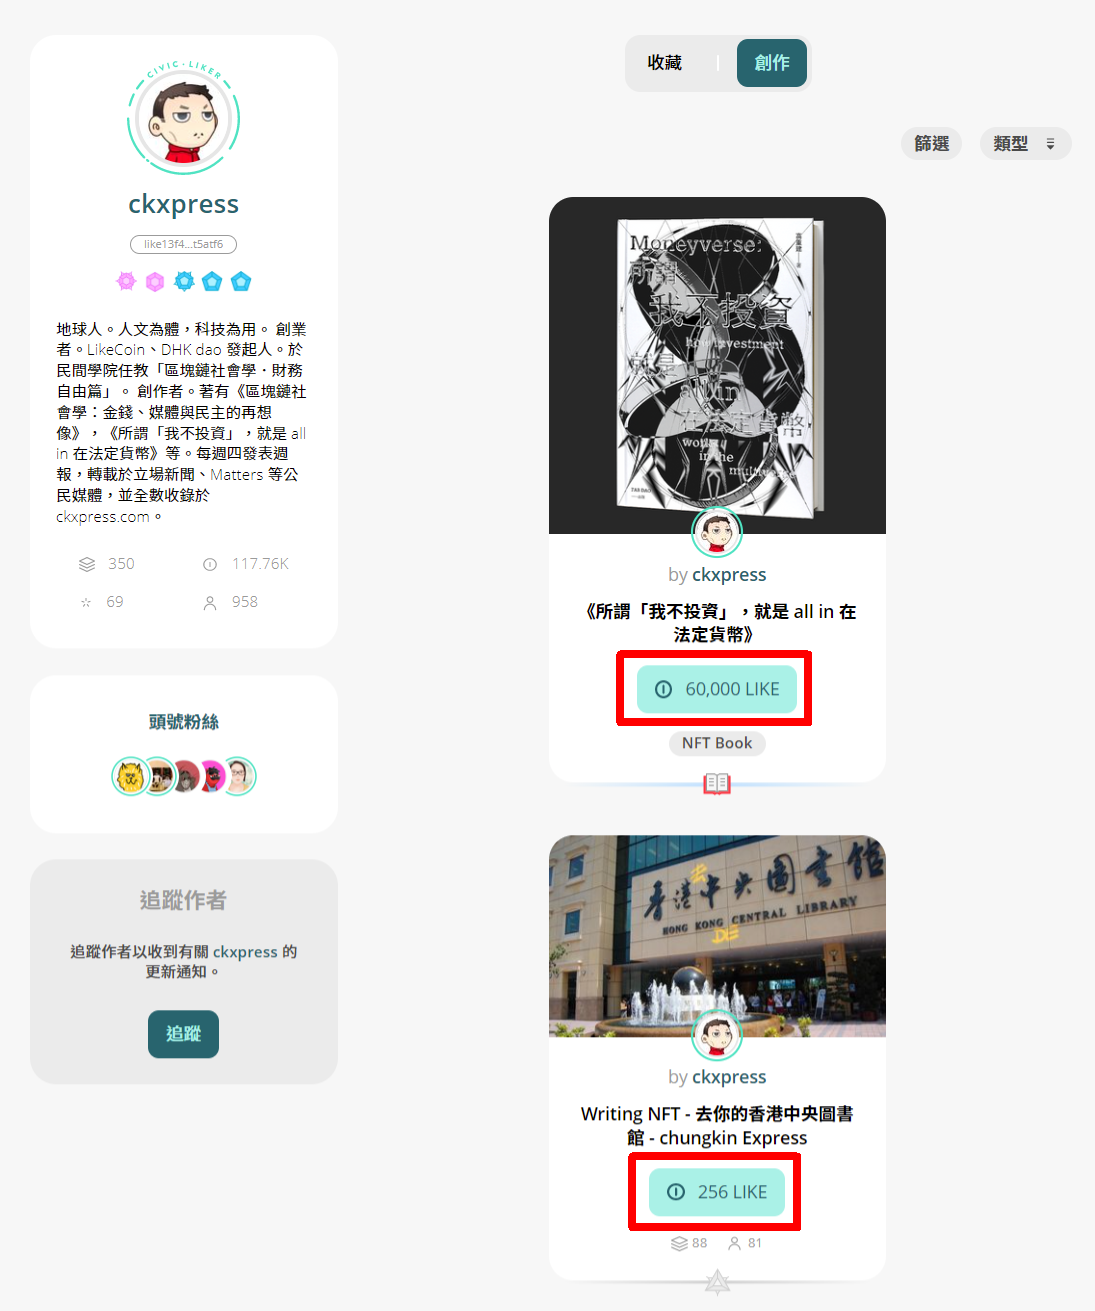 CIVIC · LIKER
ckxpress
like13f4...t5atf6
地球人。人文為體，科技為用。 創業
者。LikeCoin、DHK dao 發起人。於
民間學院任教「區塊鏈社會學．財務
自由篇」。 創作者。著有《區塊鏈社
會學：金錢、媒體與民主的再想
像》，《所謂「我不投資」，就是 all
in 在法定貨幣》等。每週四發表週
報，轉載於立場新聞、Matters 等公
民媒體，並全數收錄於
ckxpress.com。
350
117.76K
69
958
頭號粉絲
追蹤作者
追蹤作者以收到有關 ckxpress 的
更新通知。
追蹤
收藏
創作
篩選
類型
Moneyverse:
所謂
我不投資
how investment
就是
all in
在法定貨幣
works
in the
multiverse
by ckxpress
《所謂「我不投資」，就是 all in 在
法定貨幣》
60,000 LIKE
NFT Book
香港中央圖書館
HONG KONG CENTRAL LIBRARY
去
DIE
by ckxpress
Writing NFT - 去你的香港中央圖書
館 - chungkin Express
256 LIKE
88
81